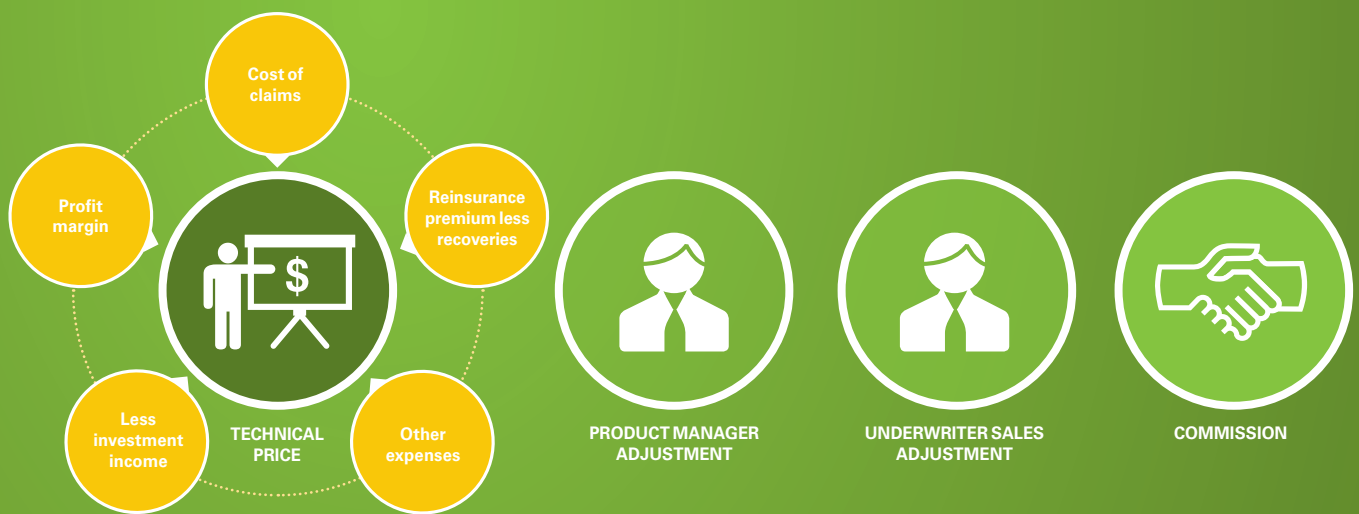 Cost of
claims
Profit
margin
Reinsurance
premium less
recoveries
$
Less
investment
income
TECHNICAL
PRICE
Other
expenses
PRODUCT MANAGER
ADJUSTMENT
UNDERWRITER SALES
ADJUSTMENT
COMMISSION